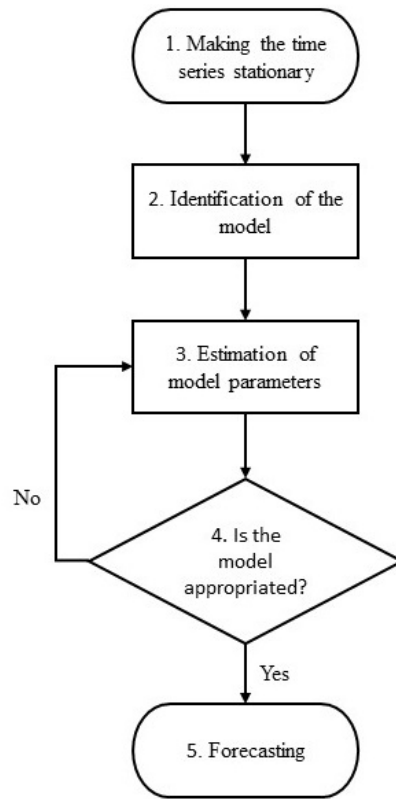 1. Making the time
series stationary
2. Identification of the
model
3. Estimation of
model parameters
No
4. Is the
model
appropriated?
Yes
5. Forecasting